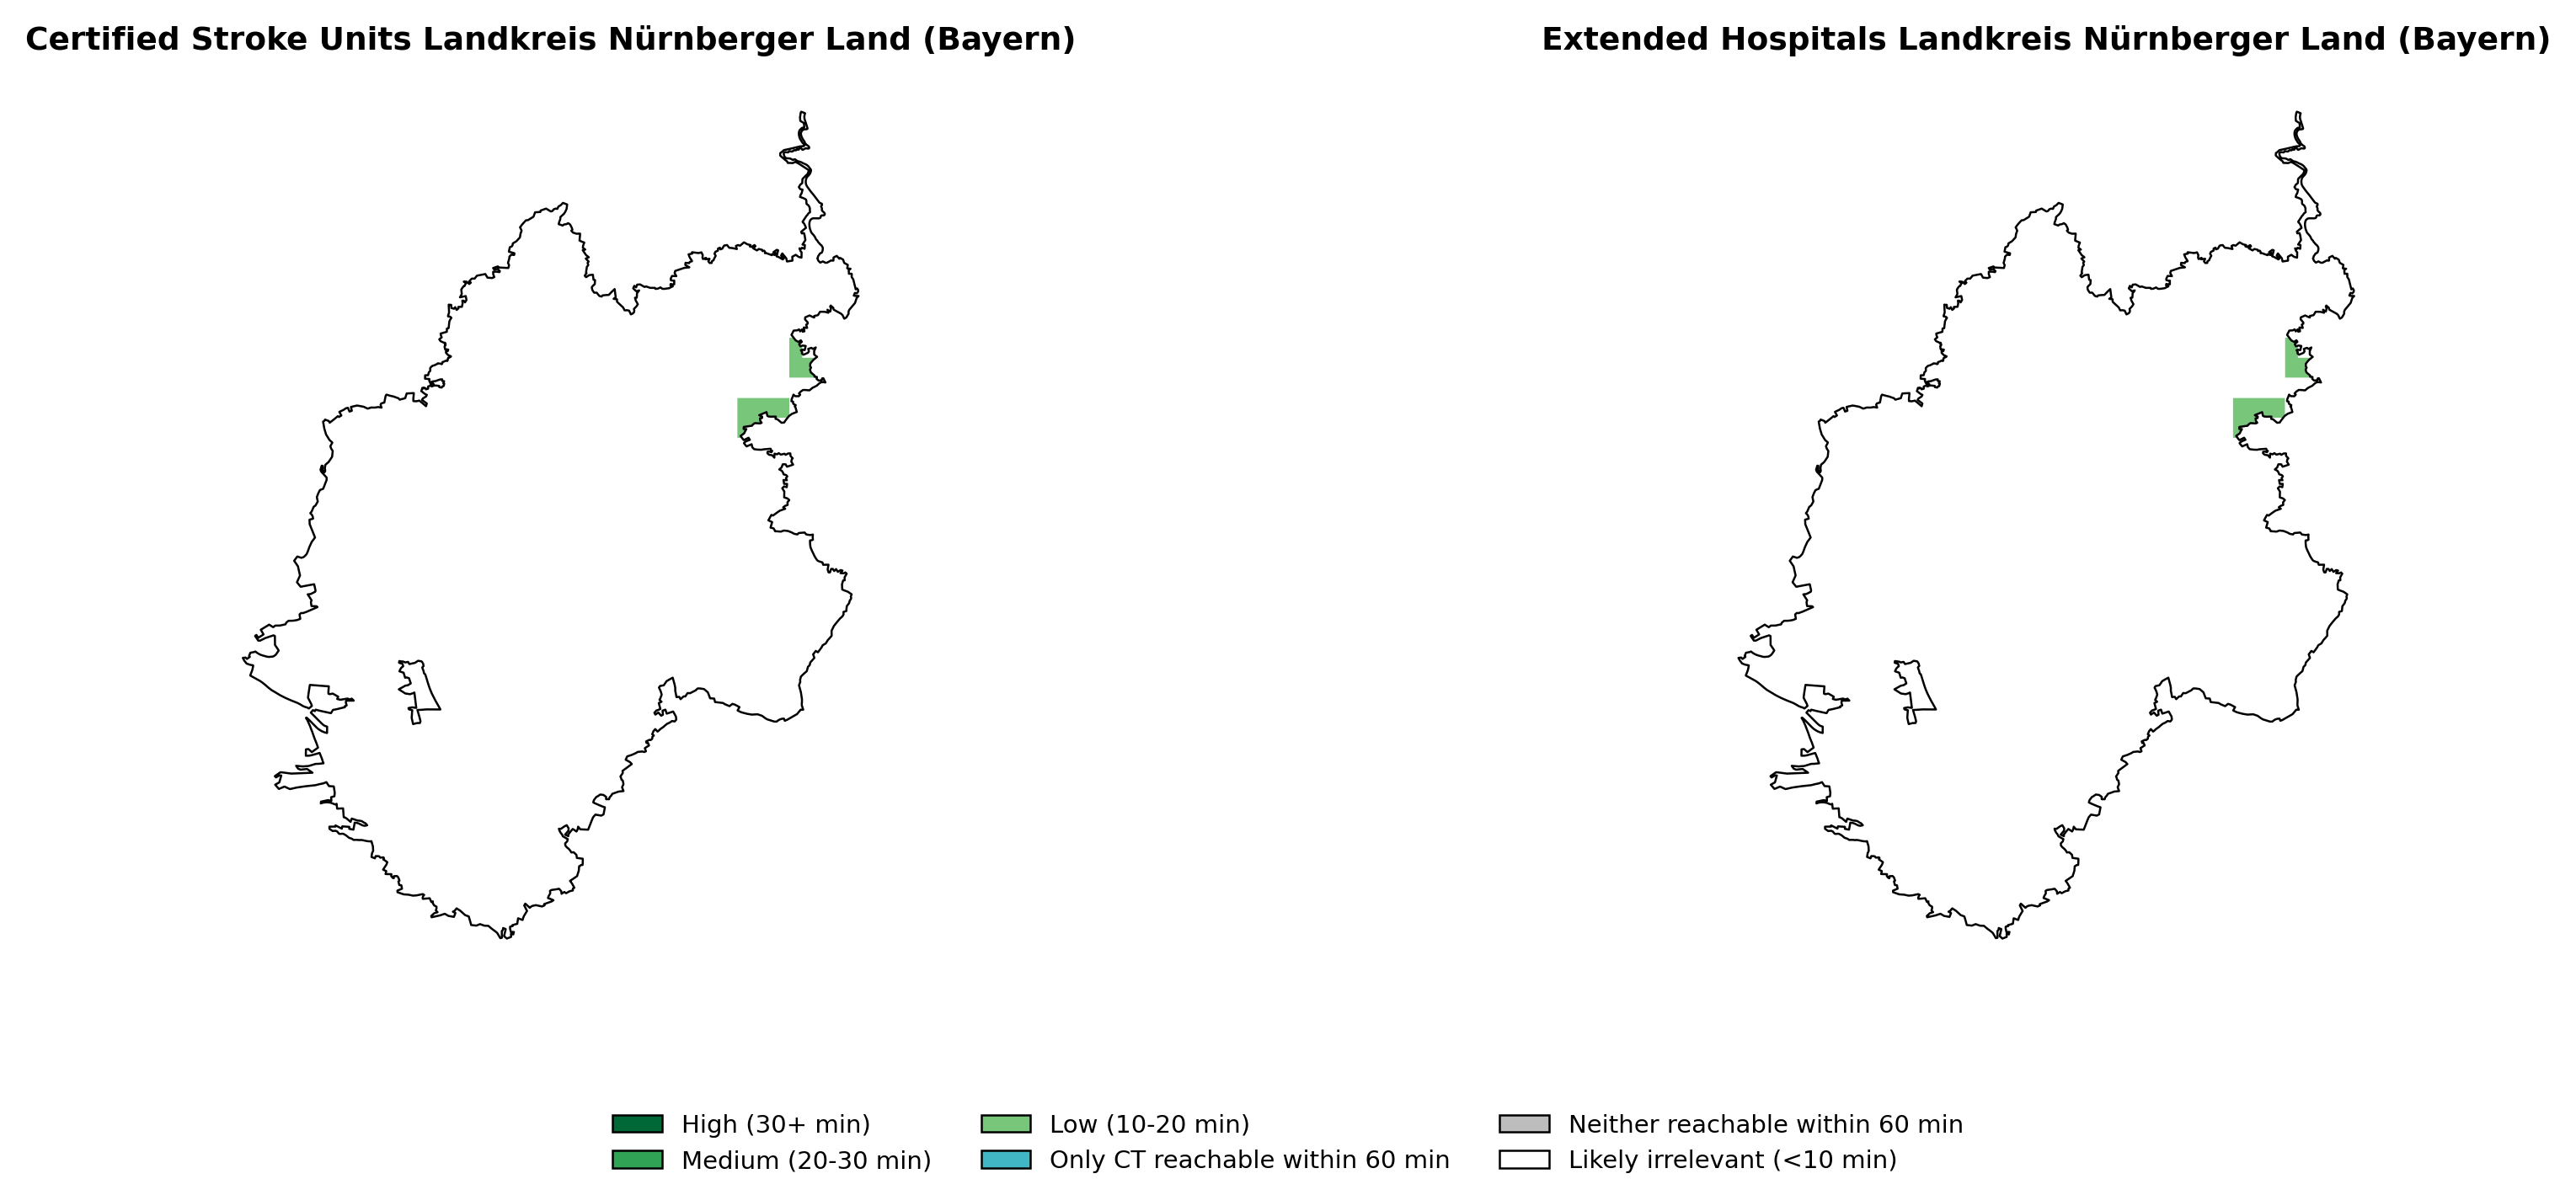 Certified Stroke Units Landkreis Nürnberger Land (Bayern)
Extended Hospitals Landkreis Nürnberger Land (Bayern)
High (30+ min)
Medium (20-30 min)
Low (10-20 min)
Only CT reachable within 60 min
Neither reachable within 60 min
Likely irrelevant (<10 min)